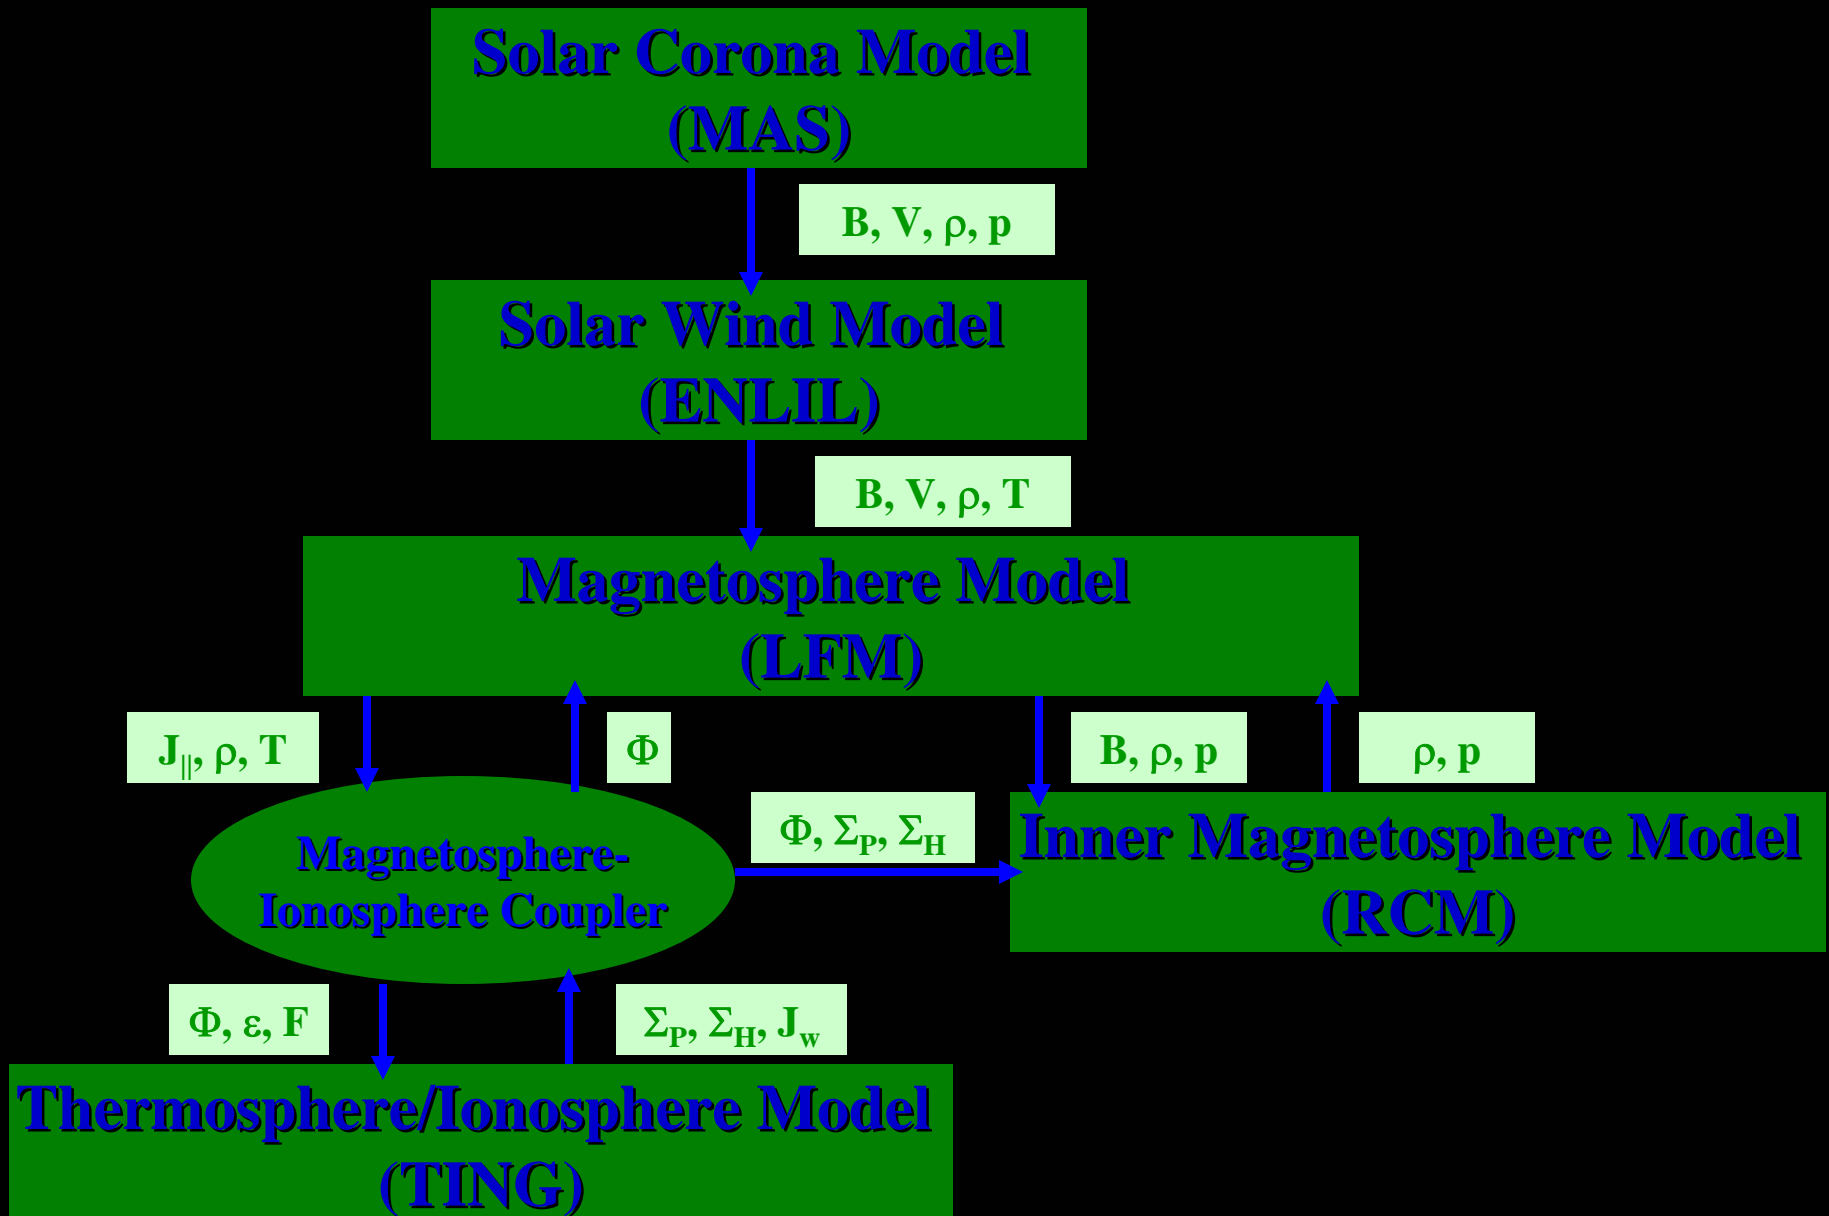 Solar Corona Model
(MAS)
B, V, ρ, p
Solar Wind Model
(ENLIL)
B, V, ρ, T
Magnetosphere Model
(LFM)
J||, ρ, T
Φ
B, ρ, p
ρ, p
Φ, ΣP, ΣH
Magnetosphere-
Ionosphere Coupler
Inner Magnetosphere Model
(RCM)
Φ, ε, F
ΣP, ΣH, Jw
Thermosphere/Ionosphere Model
(TING)